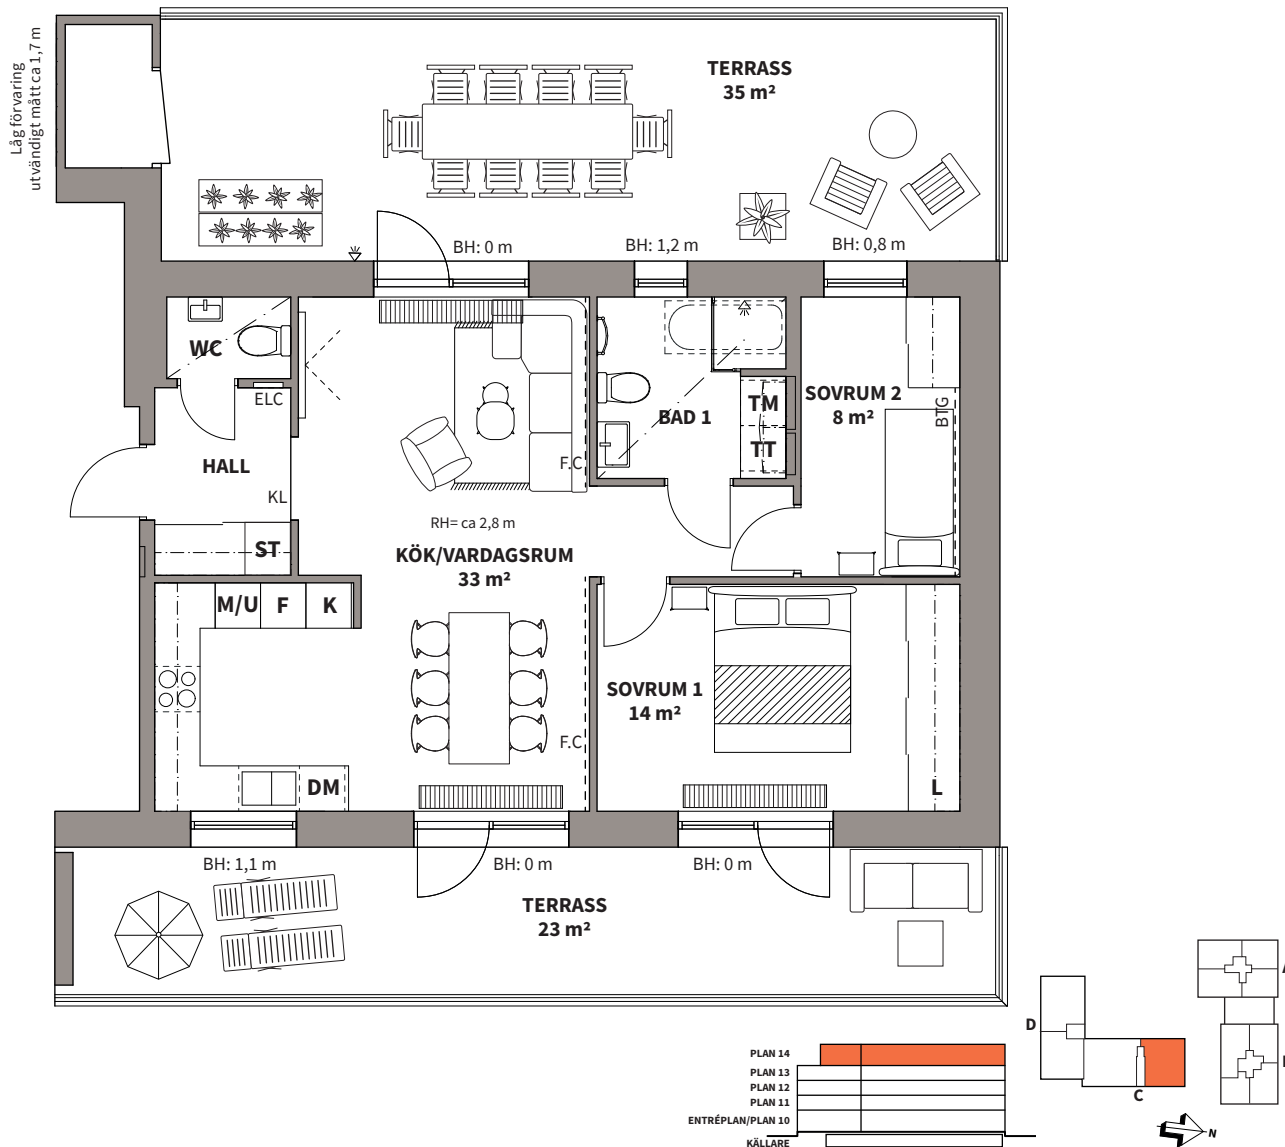 Låg förvaring
utvändigt mått ca 1,7 m
TERRASS
35 m²
BH: 0 m
BH: 1,2 m
BH: 0,8 m
WC
ELC
HALL
KL
ST
BAD 1
TM
TT
SOVRUM 2
8 m²
BTG
F.C
RH= ca 2,8 m
KÖK/VARDAGSRUM
33 m²
M/U F K
SOVRUM 1
14 m²
F.C
DM
L
BH: 1,1 m
BH: 0 m
BH: 0 m
TERRASS
23 m²
PLAN 14
PLAN 13
PLAN 12
PLAN 11
ENTRÉPLAN/PLAN 10
KÄLLARE
D
C
N